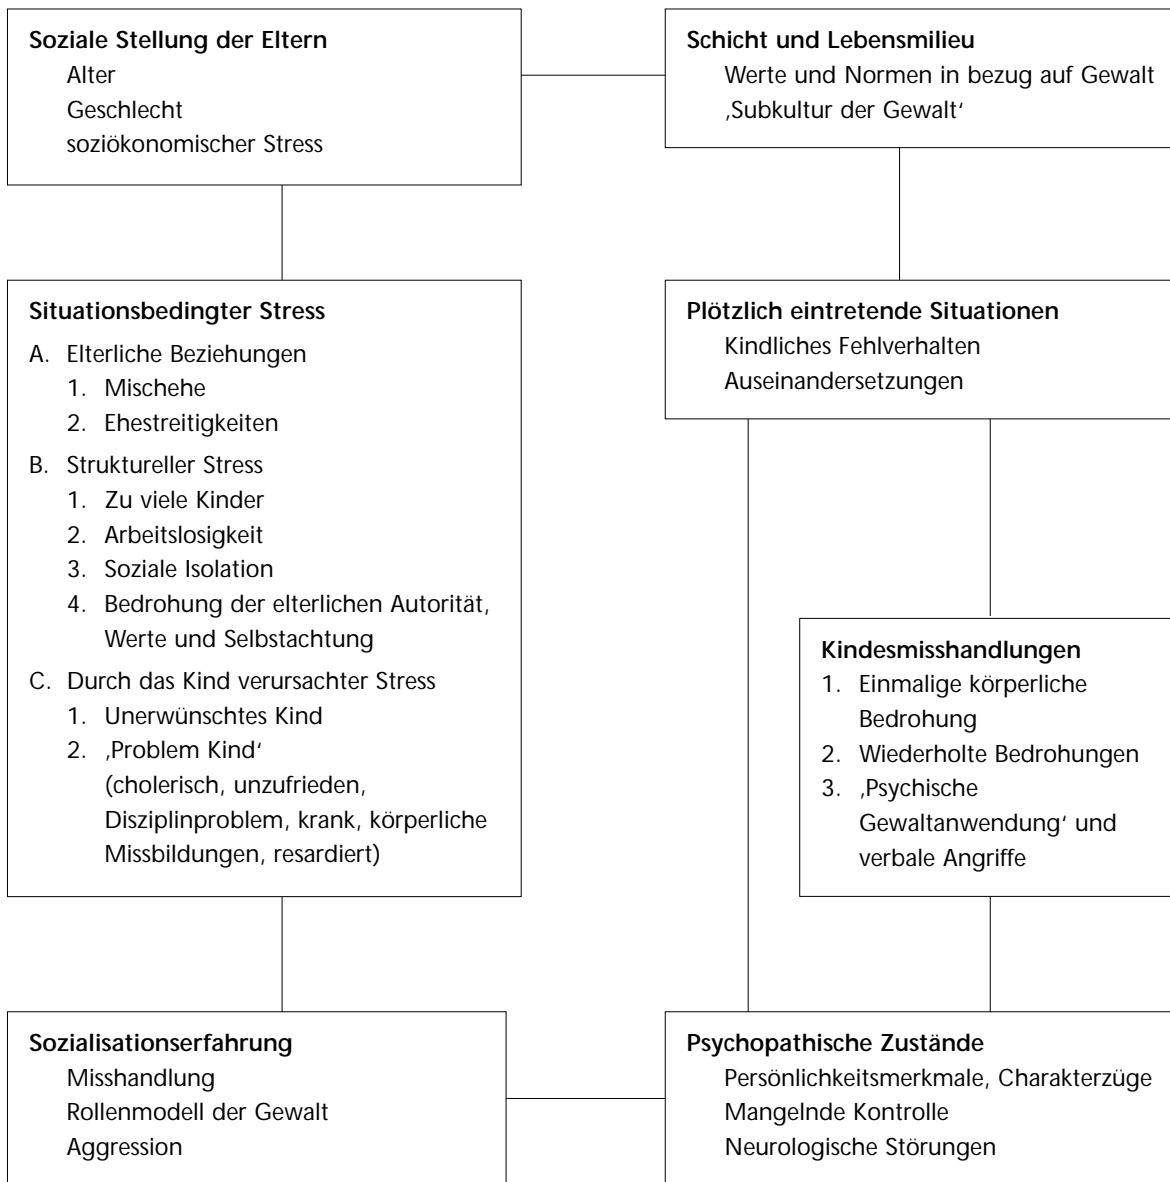 Soziale Stellung der Eltern
Alter
Geschlecht
soziökonomischer Stress
Schicht und Lebensmilieu
Werte und Normen in bezug auf Gewalt
‚Subkultur der Gewalt‘
Situationsbedingter Stress
A. Elterliche Beziehungen
1. Mischehe
2. Ehestreitigkeiten
B. Struktureller Stress
1. Zu viele Kinder
2. Arbeitslosigkeit
3. Soziale Isolation
4. Bedrohung der elterlichen Autorität,
Werte und Selbstachtung
C. Durch das Kind verursachter Stress
1. Unerwünschtes Kind
2. ‚Problem Kind‘
(cholerisch, unzufrieden,
Disziplinproblem, krank, körperliche
Missbildungen, resardiert)
Plötzlich eintretende Situationen
Kindliches Fehlverhalten
Auseinandersetzungen
Kindesmisshandlungen
1. Einmalige körperliche
Bedrohung
2. Wiederholte Bedrohungen
3. ‚Psychische
Gewaltanwendung‘ und
verbale Angriffe
Sozialisationserfahrung
Misshandlung
Rollenmodell der Gewalt
Aggression
Psychopathische Zustände
Persönlichkeitsmerkmale, Charakterzüge
Mangelnde Kontrolle
Neurologische Störungen